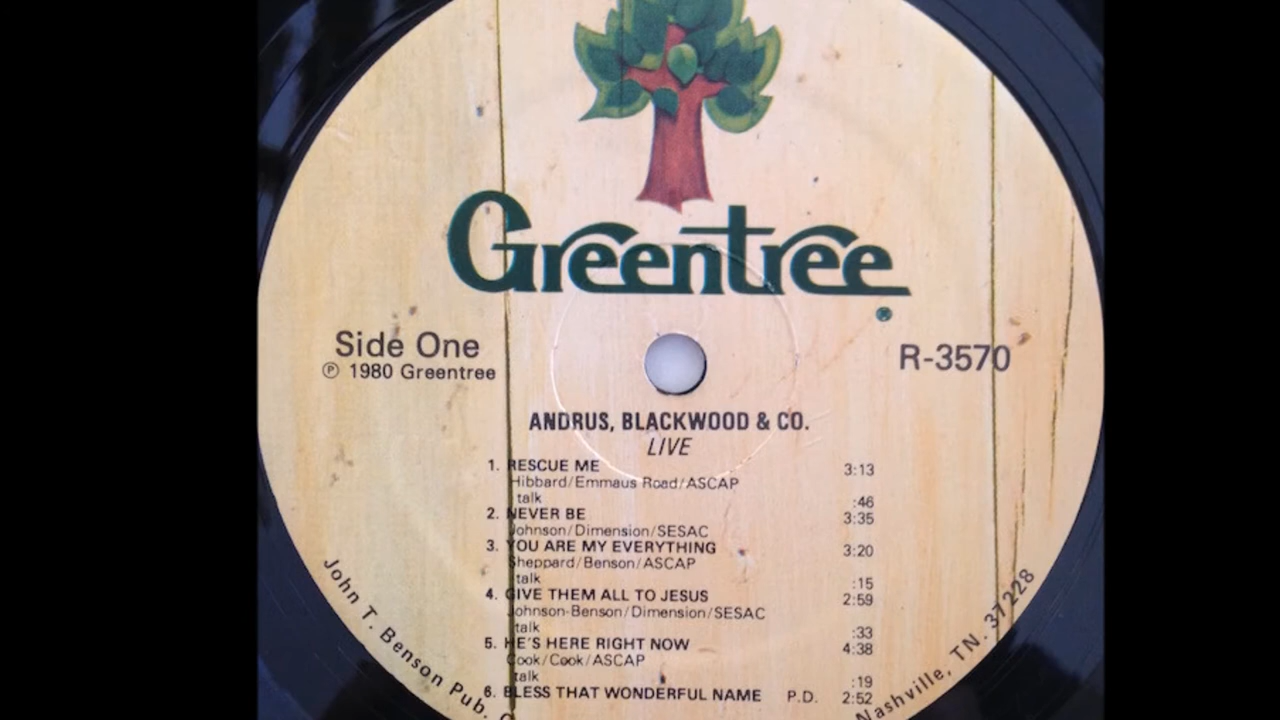 Greentree
®
Side One
℗ 1980 Greentree
R-3570
ANDRUS, BLACKWOOD & CO.
LIVE
1. RESCUE ME 3:13
Hibbard/Emmaus Road/ASCAP
talk :46
2. NEVER BE 3:35
Johnson/Dimension/SESAC
3. YOU ARE MY EVERYTHING 3:20
Sheppard/Benson/ASCAP
talk :15
4. GIVE THEM ALL TO JESUS 2:59
Johnson-Benson/Dimension/SESAC
talk :33
5. HE'S HERE RIGHT NOW 4:38
Cook/Cook/ASCAP
talk :19
6. BLESS THAT WONDERFUL NAME P.D. 2:52
John T. Benson Pub. Nashville, TN. 37228